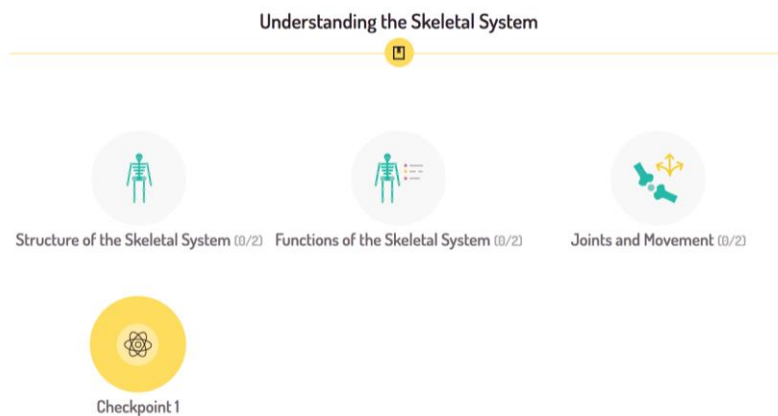 Understanding the Skeletal System
Structure of the Skeletal System (0/2)
Functions of the Skeletal System (0/2)
Joints and Movement (0/2)
Checkpoint 1